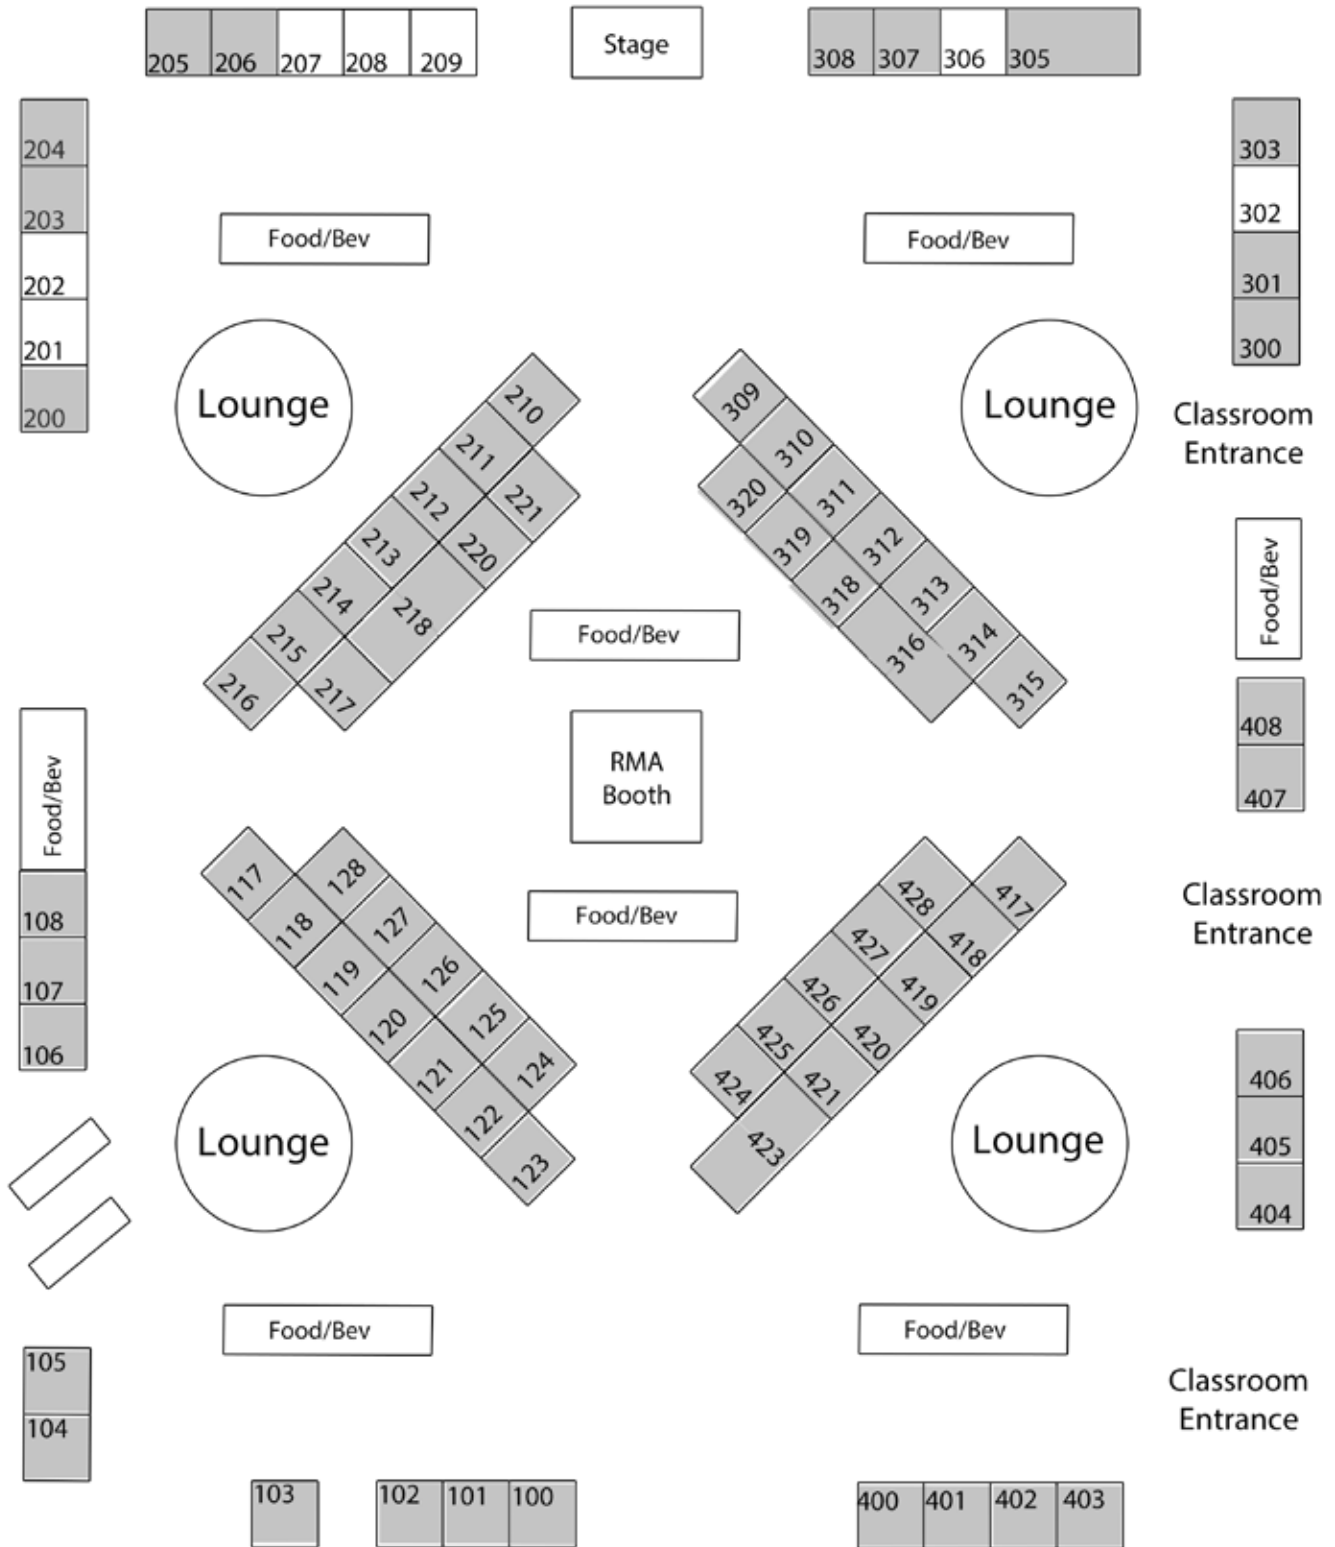 205 206 207 208 209
Stage
308 307 306 305
204
203
202
201
200
303
302
301
300
Food/Bev
Food/Bev
Lounge
Lounge
Classroom
Entrance
210
211
212
213
214
215
216
221
220
218
217
309
310
311
312
313
314
315
320
319
318
316
Food/Bev
Food/Bev
408
407
RMA
Booth
Food/Bev
108
107
106
117
118
119
120
121
122
123
128
127
126
125
124
Food/Bev
428
427
426
425
424
417
418
419
420
421
423
Classroom
Entrance
406
405
404
Lounge
Lounge
Food/Bev
Food/Bev
105
104
Classroom
Entrance
103
102 101 100
400 401 402 403